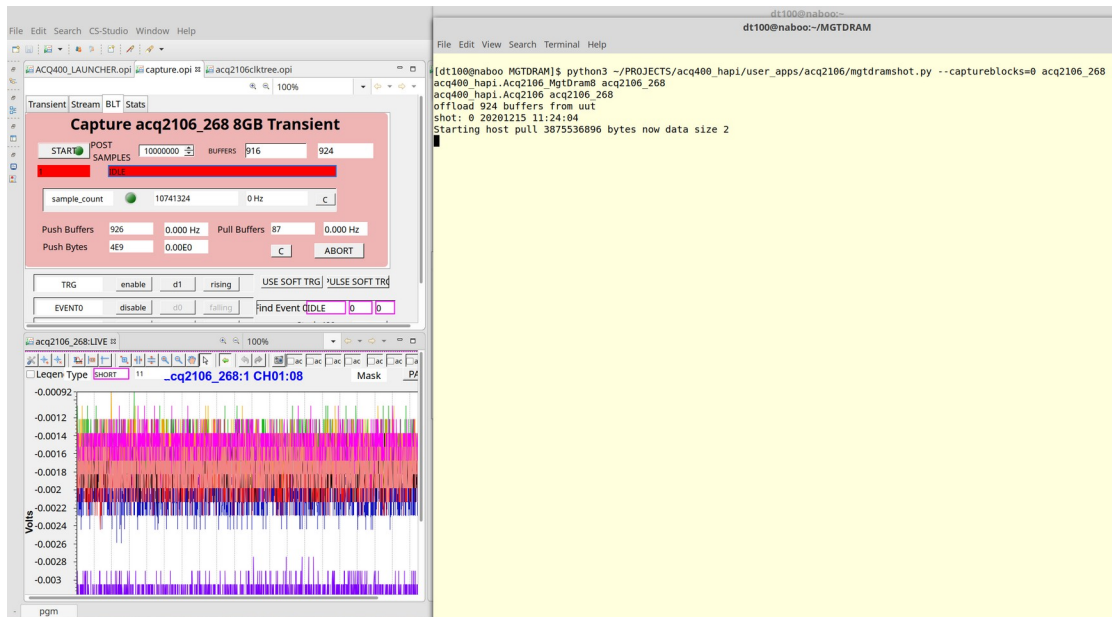 dt100@naboo:~
dt100@naboo:~/MGTDRAM
File Edit Search CS-Studio Window Help
File Edit View Search Terminal Help
ACQ400_LAUNCHER.opi capture.opi acq2106clktree.opi
100%
Transient Stream BLT Stats
Capture acq2106_268 8GB Transient
START POST SAMPLES 10000000 BUFFERS 916 924
IDLE
sample_count 10741324 0 Hz C
Push Buffers 926 0.000 Hz Pull Buffers 87 0.000 Hz
Push Bytes 4E9 0.00E0 C ABORT
TRG enable d1 rising USE SOFT TRG PULSE SOFT TRG
EVENT0 disable d0 falling Find Event IDLE 0 0
acq2106_268:LIVE 100%
ac ac ac ac ac ac
Legen Type SHORT 11 _cq2106_268:1 CH01:08 Mask PA
-0.00092
-0.0012
-0.0014
-0.0016
-0.0018
-0.002
-0.0022
-0.0024
-0.0026
-0.0028
-0.003
Volts
pgm
[dt100@naboo MGTDRAM]$ python3 ~/PROJECTS/acq400_hapi/user_apps/acq2106/mgtdramshot.py --captureblocks=0 acq2106_268
acq400_hapi.Acq2106_MgtDram8 acq2106_268
acq400_hapi.Acq2106 acq2106_268
offload 924 buffers from uut
shot: 0 20201215 11:24:04
Starting host pull 3875536896 bytes now data size 2